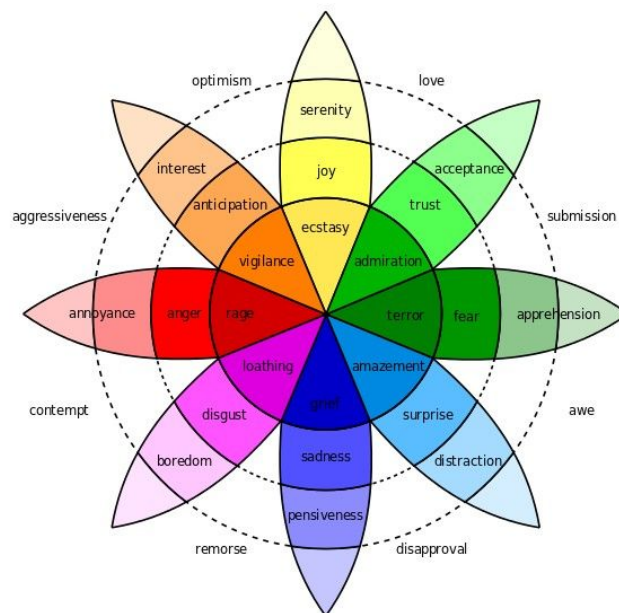 optimism love
serenity
interest joy acceptance
anticipation trust
aggressiveness ecstasy submission
vigilance admiration
annoyance anger rage terror fear apprehension
loathing amazement
contempt disgust grief surprise awe
boredom sadness distraction
pensiveness
remorse disapproval